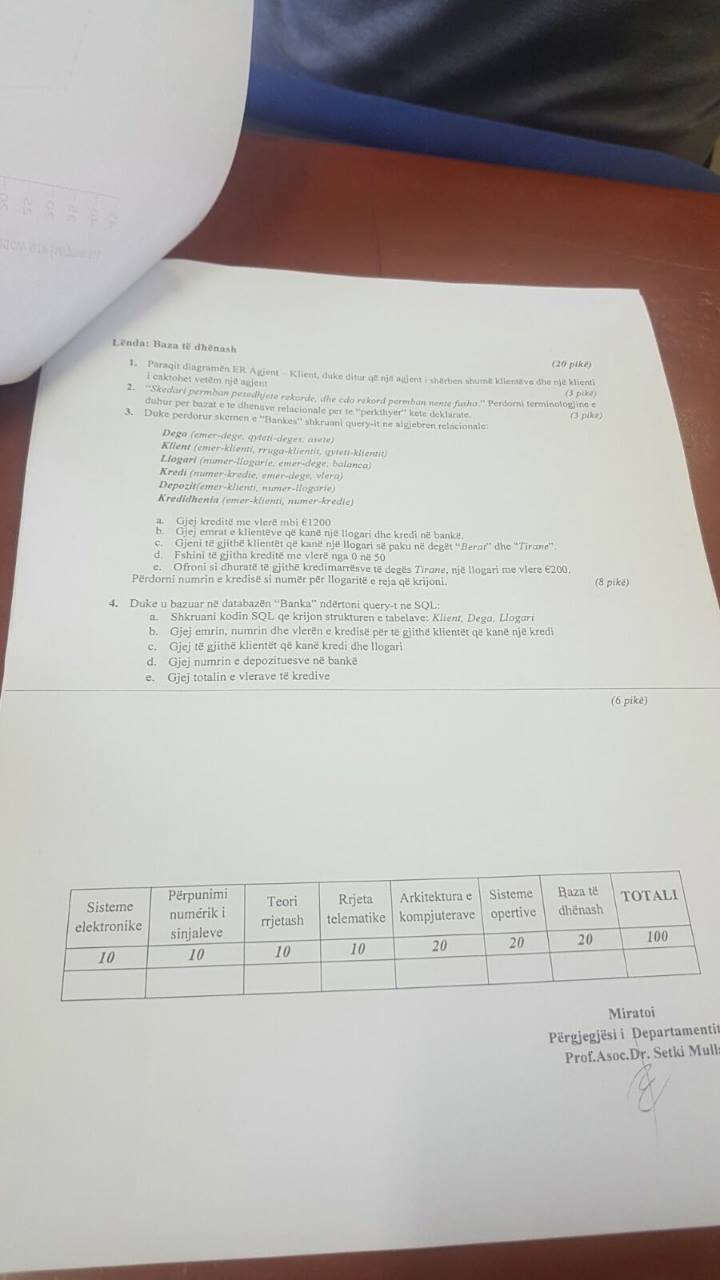 Lënda: Baza të dhënash
(20 pikë)
1. Paraqit diagramën ER Agjent - Klient, duke ditur që një agjent i shërben shumë klientëve dhe një klienti
i caktohet vetëm një agjent
(3 pikë)
2. "Skedari permban pesedhjete rekorde, dhe cdo rekord permban nente fusha." Perdorni terminologjine e
duhur per bazat e te dhenave relacionale per te "perkthyer" kete deklarate.
(3 pikë)
3. Duke perdorur skemen e "Bankes" shkruani query-it ne algjebren relacionale:
Dega (emer-dege, qyteti-deges, asete)
Klient (emer-klienti, rruga-klientit, qyteti-klientit)
Llogari (numer-llogarie, emer-dege, balanca)
Kredi (numer-kredie, emer-dege, vlera)
Depozit(emer-klienti, numer-llogarie)
Kredidhenia (emer-klienti, numer-kredie)
a. Gjej kreditë me vlerë mbi €1200
b. Gjej emrat e klientëve që kanë një llogari dhe kredi në bankë.
c. Gjeni të gjithë klientët që kanë një llogari së paku në degët "Berat" dhe "Tirane".
d. Fshini të gjitha kreditë me vlerë nga 0 në 50
e. Ofroni si dhuratë të gjithë kredimarrësve të degës Tirane, një llogari me vlere €200.
Përdorni numrin e kredisë si numër për llogaritë e reja që krijoni.
(8 pikë)
4. Duke u bazuar në databazën "Banka" ndërtoni query-t ne SQL:
a. Shkruani kodin SQL qe krijon strukturen e tabelave: Klient, Dega, Llogari
b. Gjej emrin, numrin dhe vlerën e kredisë për të gjithë klientët që kanë një kredi
c. Gjej të gjithë klientët që kanë kredi dhe llogari
d. Gjej numrin e depozituesve në bankë
e. Gjej totalin e vlerave të kredive
(6 pikë)
Sisteme elektronike Përpunimi numërik i sinjaleve Teori rrjetash Rrjeta telematike Arkitektura e kompjuterave Sisteme opertive Baza të dhënash TOTALI
10 10 10 10 20 20 20 100
Miratoi
Përgjegjësi i Departamentit
Prof.Asoc.Dr. Setki Mull